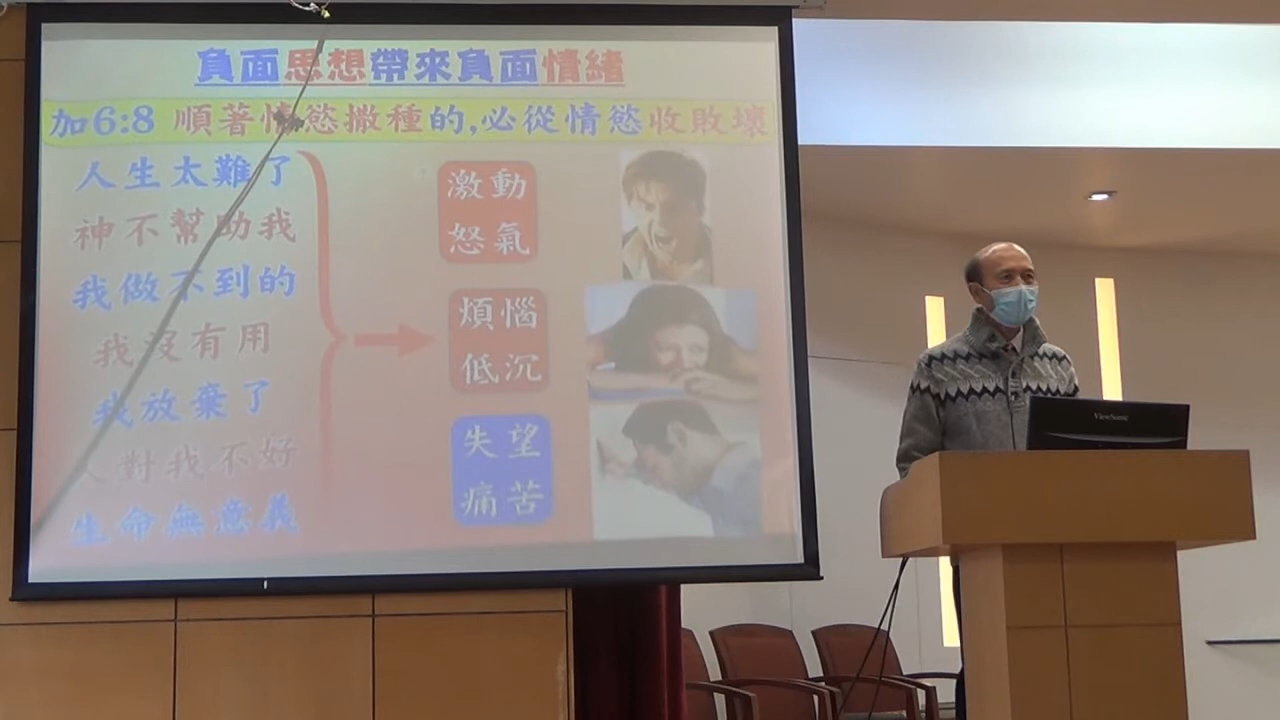 負面思想帶來負面情緒
加6:8 順著情慾撒種的,必從情慾收敗壞
人生太難了
神不幫助我
我做不到的
我沒有用
我放棄了
人對我不好
生命無意義
激動
怒氣
煩惱
低沉
失望
痛苦
ViewSonic